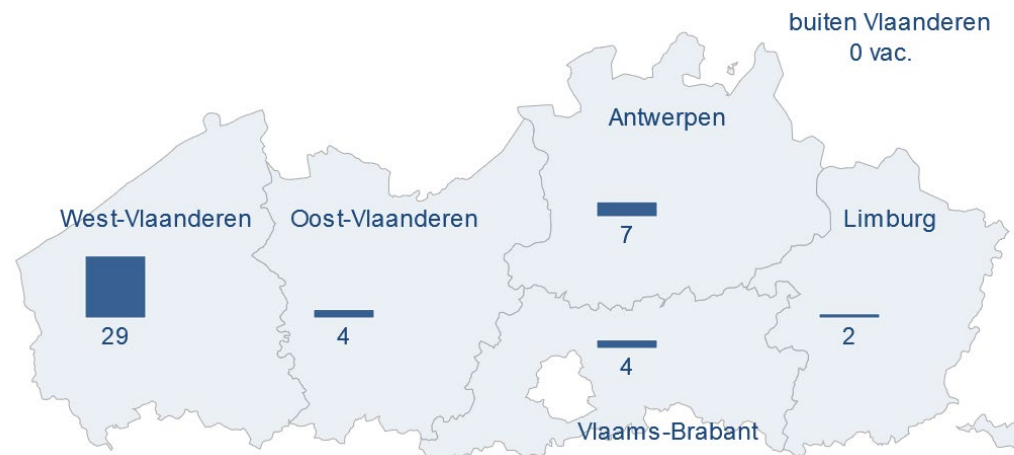 buiten Vlaanderen
0 vac.
Antwerpen
7
West-Vlaanderen
29
Oost-Vlaanderen
4
Limburg
2
4
Vlaams-Brabant